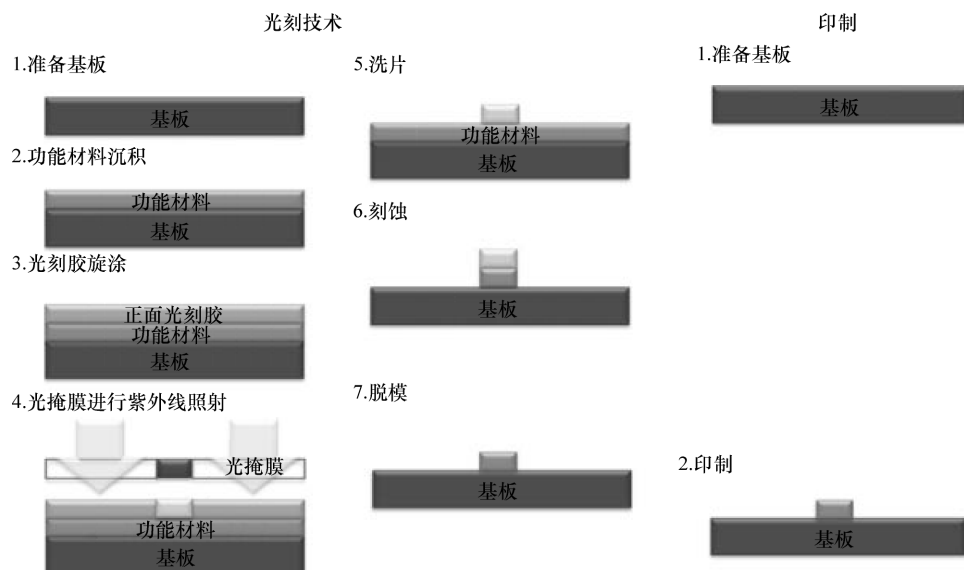 光刻技术
1.准备基板
基板
2.功能材料沉积
功能材料
基板
3.光刻胶旋涂
正面光刻胶
功能材料
基板
4.光掩膜进行紫外线照射
光掩膜
功能材料
基板
5.洗片
功能材料
基板
6.刻蚀
基板
7.脱模
基板
印制
1.准备基板
基板
2.印制
基板